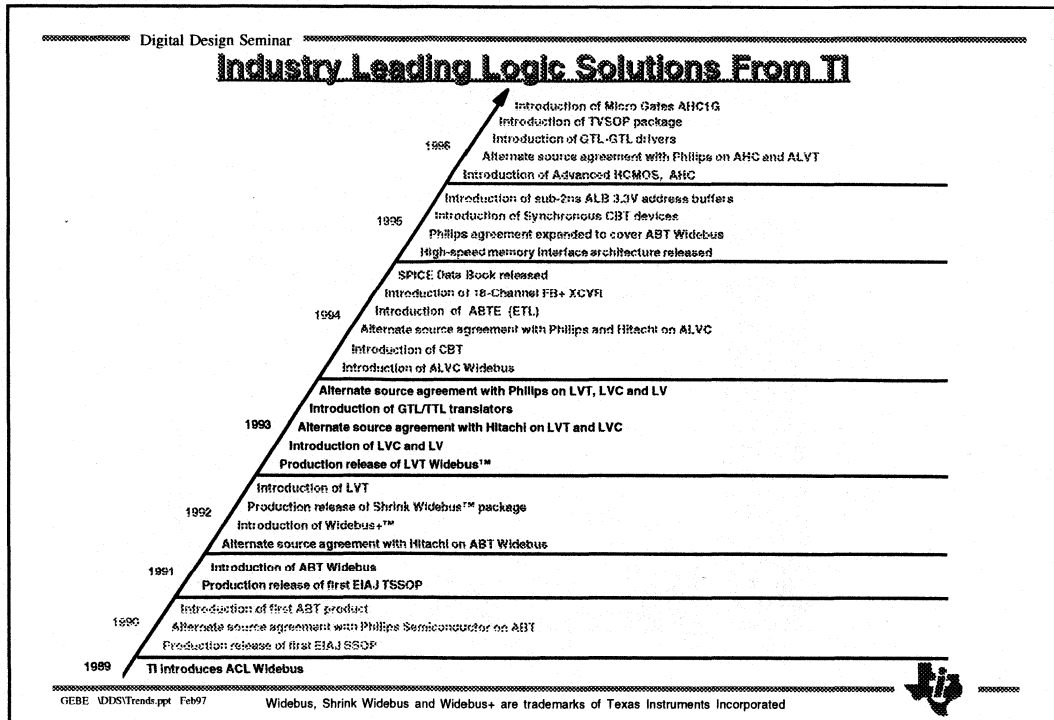 Digital Design Seminar
Industry Leading Logic Solutions From TI
Introduction of Micro Gates AHC1G
Introduction of TVSOP package
Introduction of GTL-GTL drivers
1996
Alternate source agreement with Philips on AHC and ALVT
Introduction of Advanced HCMOS, AHC
Introduction of sub-2ns ALB 3.3V address buffers
1995
Introduction of Synchronous CBT devices
Philips agreement expanded to cover ABT Widebus
High-speed memory interface architecture released
SPICE Data Book released
Introduction of 18-Channel FB+ XCVR
1994
Introduction of ABTE (ETL)
Alternate source agreement with Philips and Hitachi on ALVC
Introduction of CBT
Introduction of ALVC Widebus
Alternate source agreement with Philips on LVT, LVC and LV
Introduction of GTL/TTL translators
1993
Alternate source agreement with Hitachi on LVT and LVC
Introduction of LVC and LV
Production release of LVT Widebus™
Introduction of LVT
1992
Production release of Shrink Widebus™ package
Introduction of Widebus+™
Alternate source agreement with Hitachi on ABT Widebus
1991
Introduction of ABT Widebus
Production release of first EIAJ TSSOP
Introduction of first ABT product
1990
Alternate source agreement with Philips Semiconductor on ABT
Production release of first EIAJ SSOP
1989
TI introduces ACL Widebus
GEBE \DDS\Trends.ppt Feb97
Widebus, Shrink Widebus and Widebus+ are trademarks of Texas Instruments Incorporated